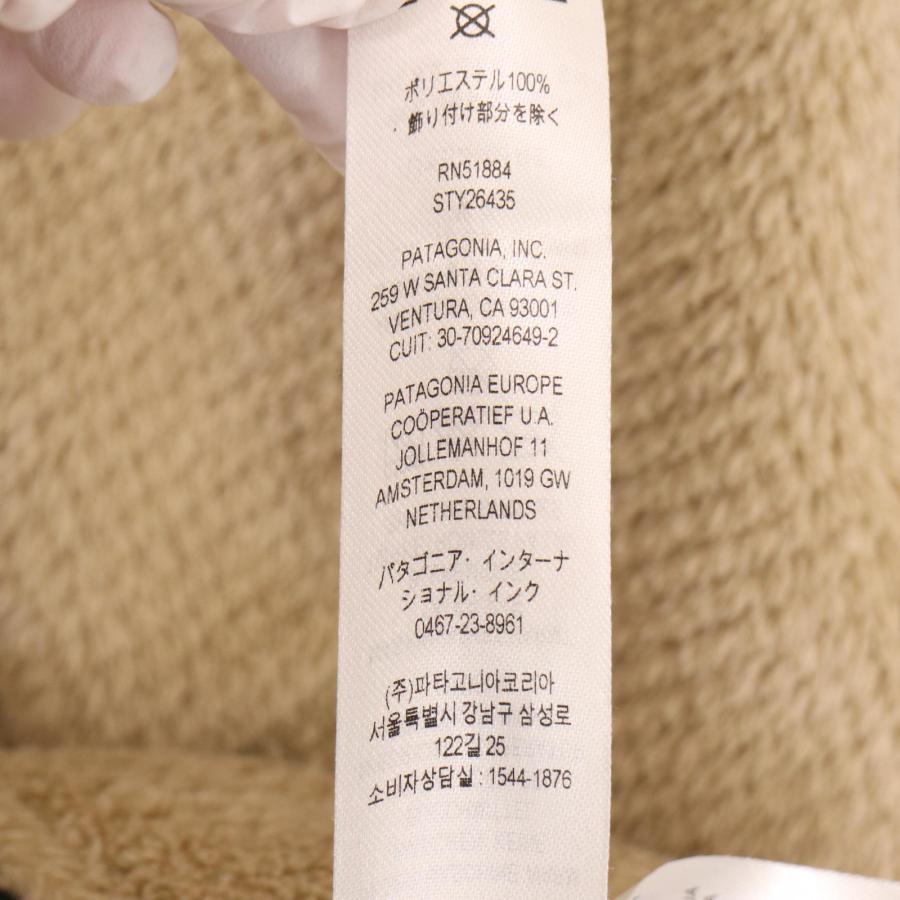 ポリエステル100%
. 飾り付け部分を除く
RN51884
STY26435
PATAGONIA, INC.
259 W SANTA CLARA ST.
VENTURA, CA 93001
CUIT: 30-70924649-2
PATAGONIA EUROPE
COÖPERATIEF U.A.
JOLLEMANHOF 11
AMSTERDAM, 1019 GW
NETHERLANDS
パタゴニア・インターナ
ショナル・インク
0467-23-8961
(주)파타고니아코리아
서울특별시 강남구 삼성로
122길 25
소비자상담실 : 1544-1876